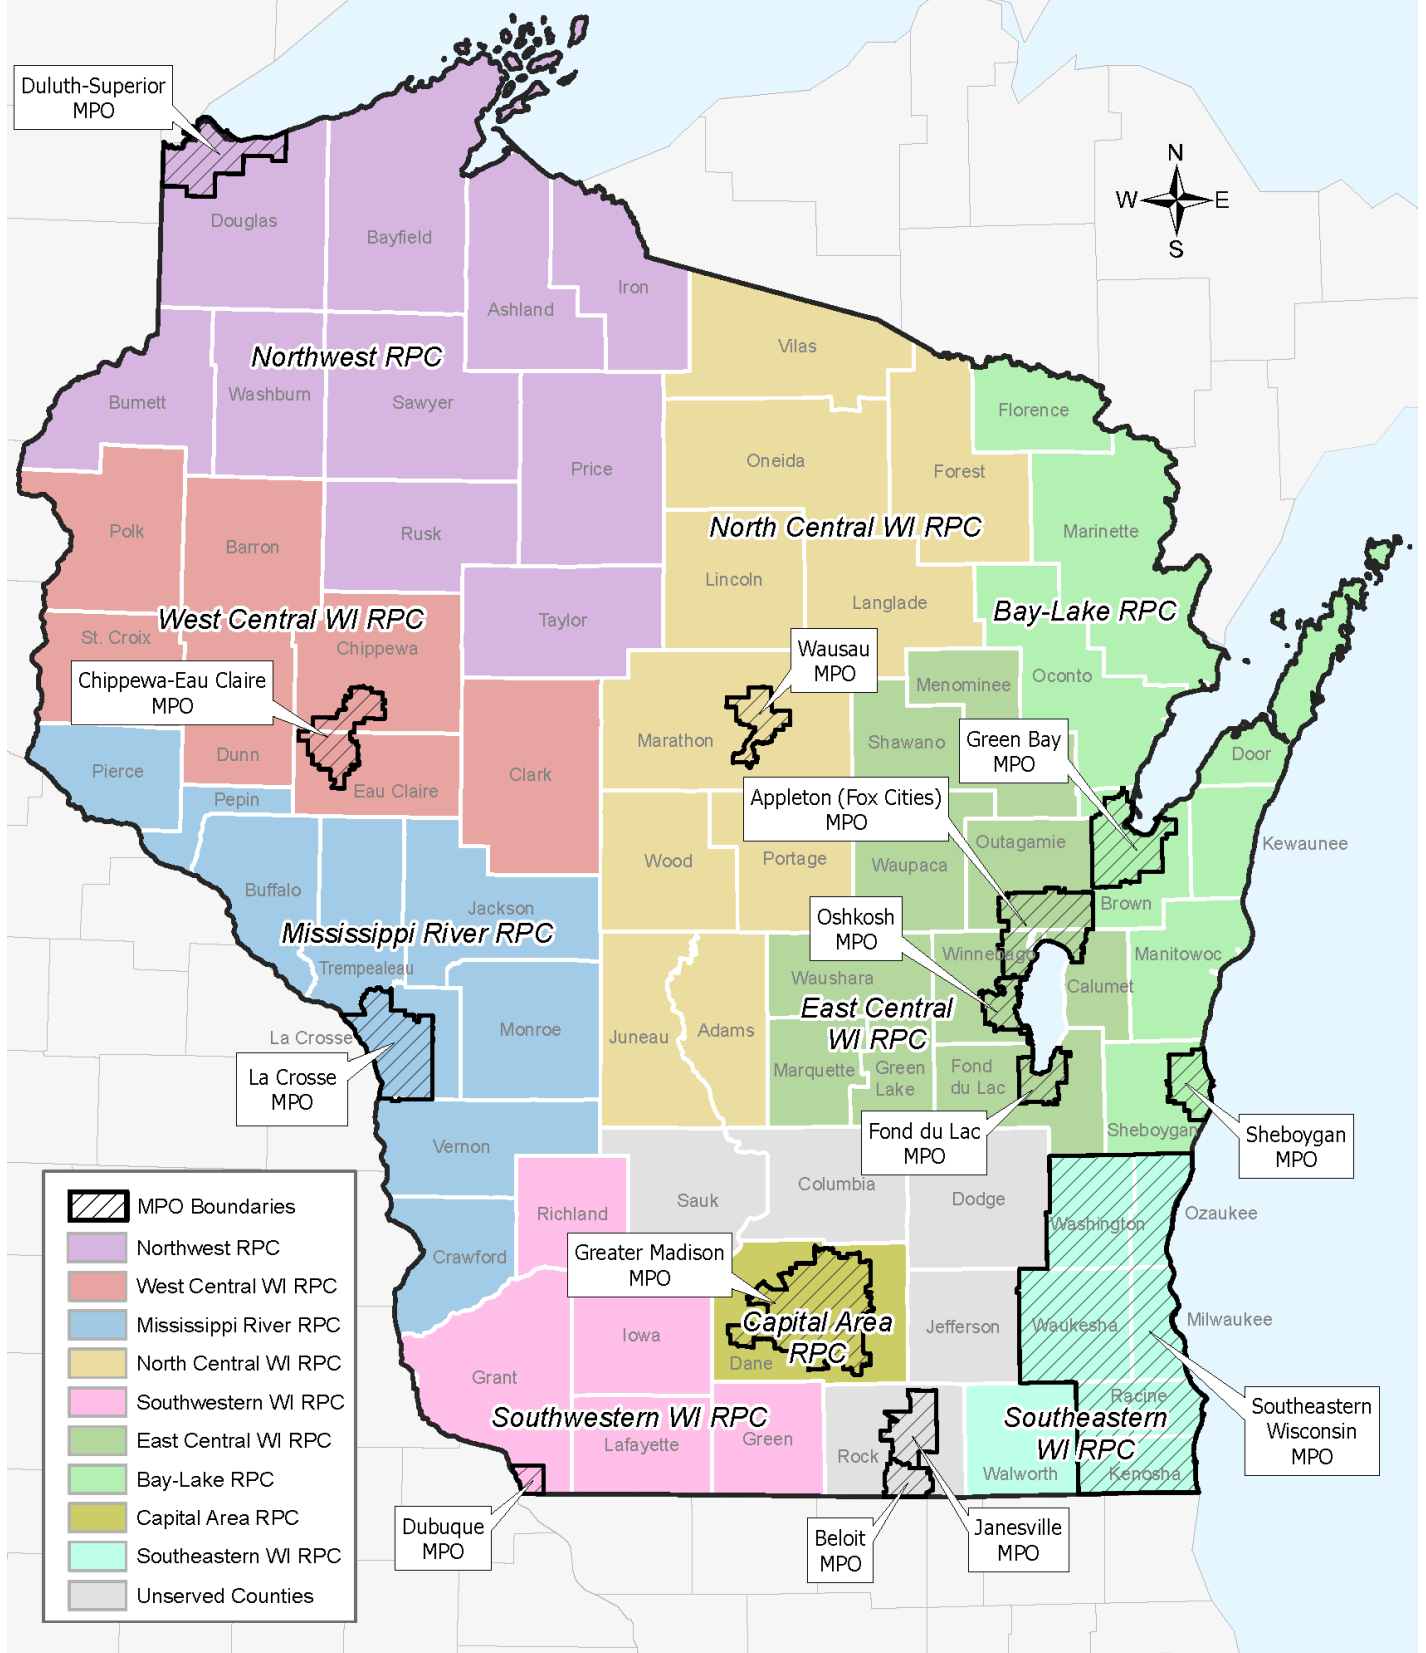 Duluth-Superior
MPO
N
W
E
S
Douglas
Bayfield
Iron
Ashland
Vilas
Northwest RPC
Washburn
Burnett
Sawyer
Florence
Oneida
Price
Forest
Polk
Rusk
Barron
North Central WI RPC
Marinette
Lincoln
Langlade
Taylor
West Central WI RPC
Bay-Lake RPC
St. Croix
Chippewa
Wausau
MPO
Chippewa-Eau Claire
MPO
Menominee
Oconto
Marathon
Shawano
Green Bay
MPO
Door
Dunn
Pierce
Clark
Eau Claire
Pepin
Appleton (Fox Cities)
MPO
Outagamie
Kewaunee
Wood
Portage
Waupaca
Buffalo
Jackson
Brown
Oshkosh
MPO
Mississippi River RPC
Winnebago
Manitowoc
Trempealeau
Waushara
Calumet
East Central
WI RPC
Monroe
Juneau
Adams
La Crosse
La Crosse
MPO
Marquette
Green
Lake
Fond
du Lac
Fond du Lac
MPO
Sheboygan
Sheboygan
MPO
Vernon
Columbia
Dodge
Sauk
Richland
Washington
Ozaukee
Crawford
Greater Madison
MPO
Capital Area
RPC
Dane
Iowa
Jefferson
Waukesha
Milwaukee
Grant
Racine
Southwestern WI RPC
Southeastern
WI RPC
Lafayette
Green
Rock
Walworth
Kenosha
Southeastern
Wisconsin
MPO
Dubuque
MPO
Beloit
MPO
Janesville
MPO
MPO Boundaries
Northwest RPC
West Central WI RPC
Mississippi River RPC
North Central WI RPC
Southwestern WI RPC
East Central WI RPC
Bay-Lake RPC
Capital Area RPC
Southeastern WI RPC
Unserved Counties